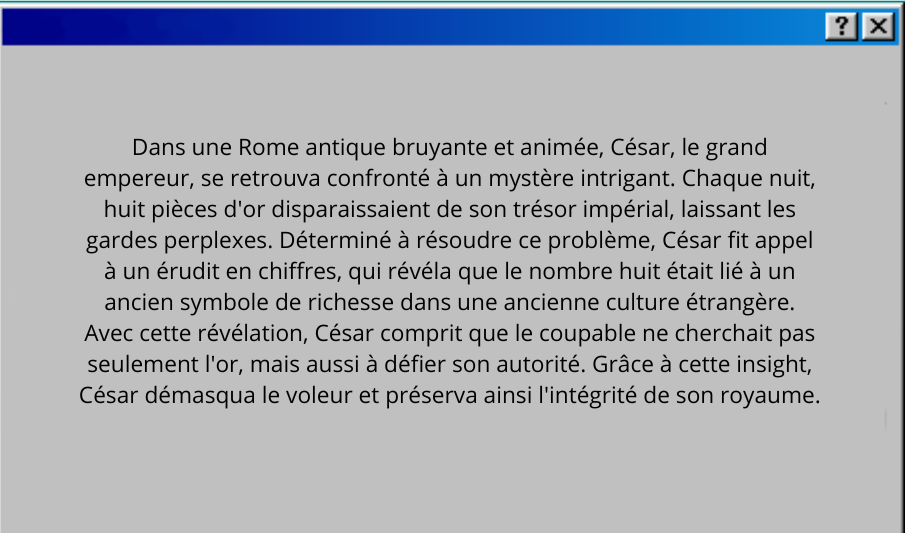 Dans une Rome antique bruyante et animée, César, le grand
empereur, se retrouva confronté à un mystère intrigant. Chaque nuit,
huit pièces d'or disparaissaient de son trésor impérial, laissant les
gardes perplexes. Déterminé à résoudre ce problème, César fit appel
à un érudit en chiffres, qui révéla que le nombre huit était lié à un
ancien symbole de richesse dans une ancienne culture étrangère.
Avec cette révélation, César comprit que le coupable ne cherchait pas
seulement l'or, mais aussi à défier son autorité. Grâce à cette insight,
César démasqua le voleur et préserva ainsi l'intégrité de son royaume.